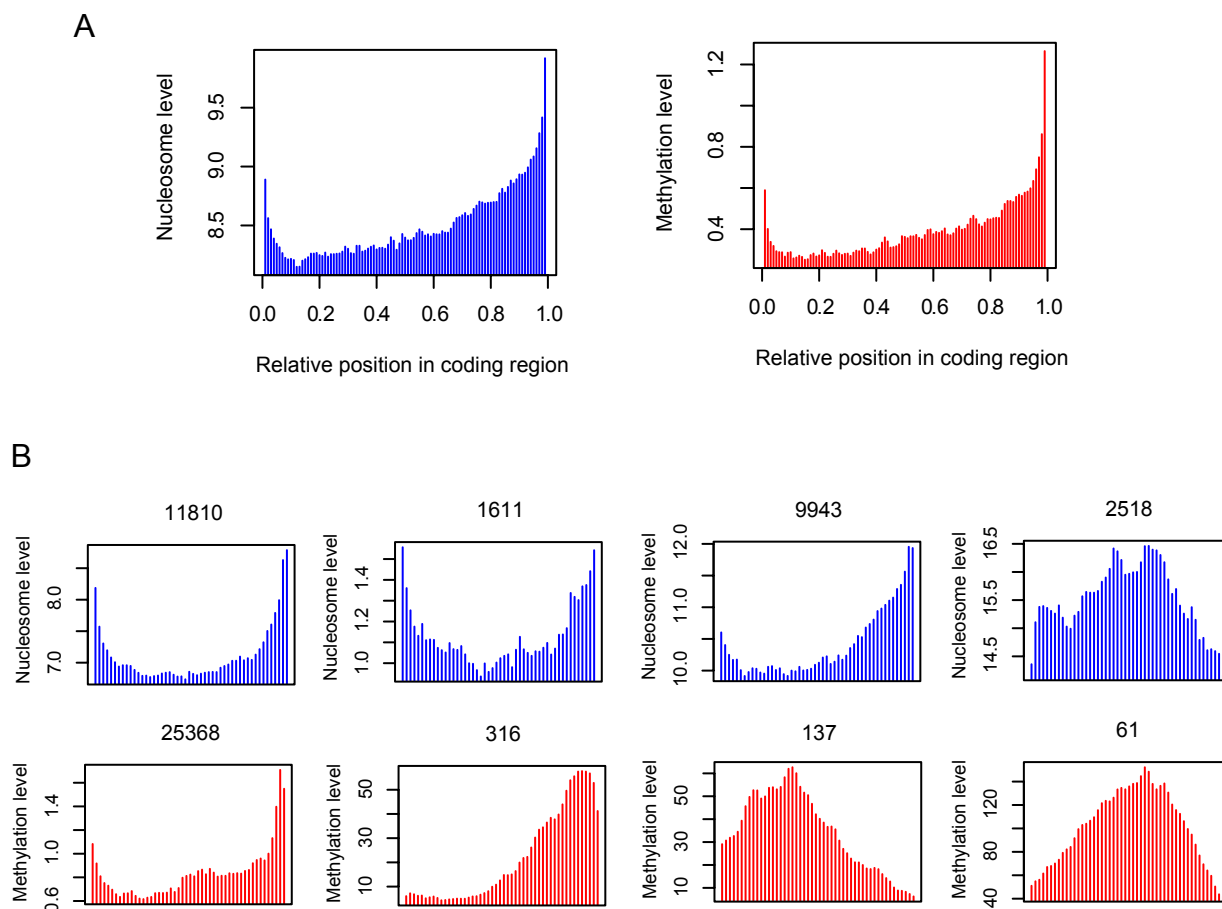 A
Nucleosome level
9.5
9.0
8.5
0.0 0.2 0.4 0.6 0.8 1.0
Relative position in coding region
Methylation level
1.2
0.8
0.4
0.0 0.2 0.4 0.6 0.8 1.0
Relative position in coding region
B
11810
Nucleosome level
8.0
7.0
1611
Nucleosome level
1.4
1.2
1.0
9943
Nucleosome level
12.0
11.0
10.0
2518
Nucleosome level
16.5
15.5
14.5
25368
Methylation level
1.4
1.0
0.6
316
Methylation level
50
30
10
137
Methylation level
50
30
10
61
Methylation level
120
80
40